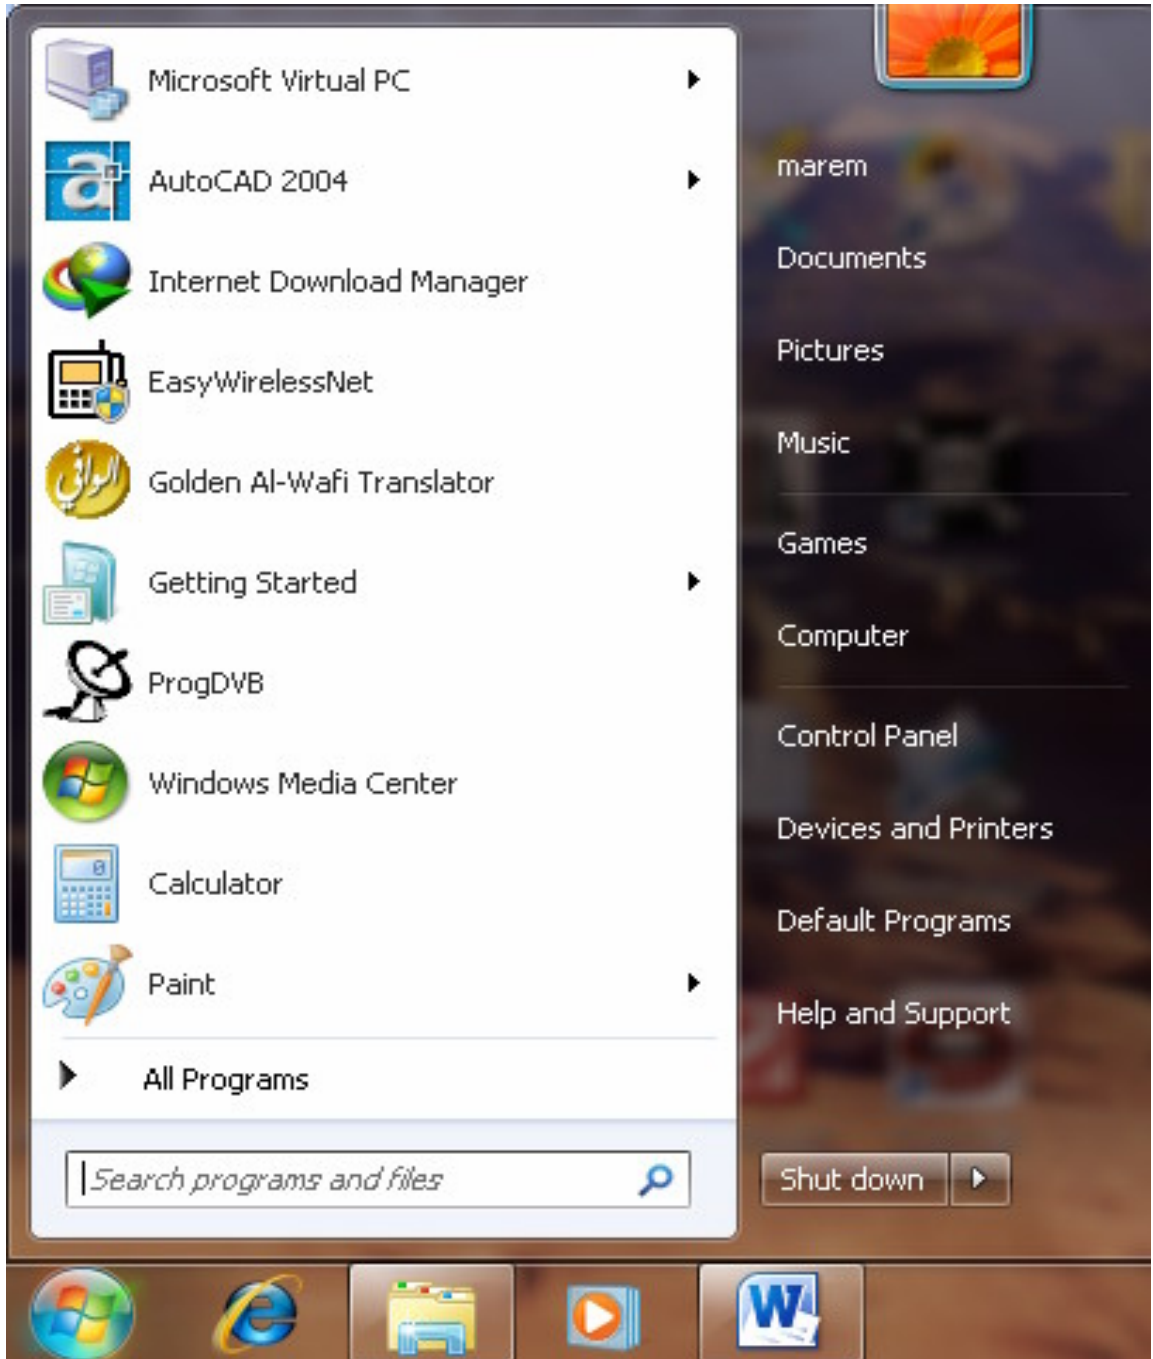 Microsoft Virtual PC
AutoCAD 2004
Internet Download Manager
EasyWirelessNet
الوافي
Golden Al-Wafi Translator
Getting Started
ProgDVB
Windows Media Center
0
Calculator
Paint
All Programs
Search programs and files
marem
Documents
Pictures
Music
Games
Computer
Control Panel
Devices and Printers
Default Programs
Help and Support
Shut down
W